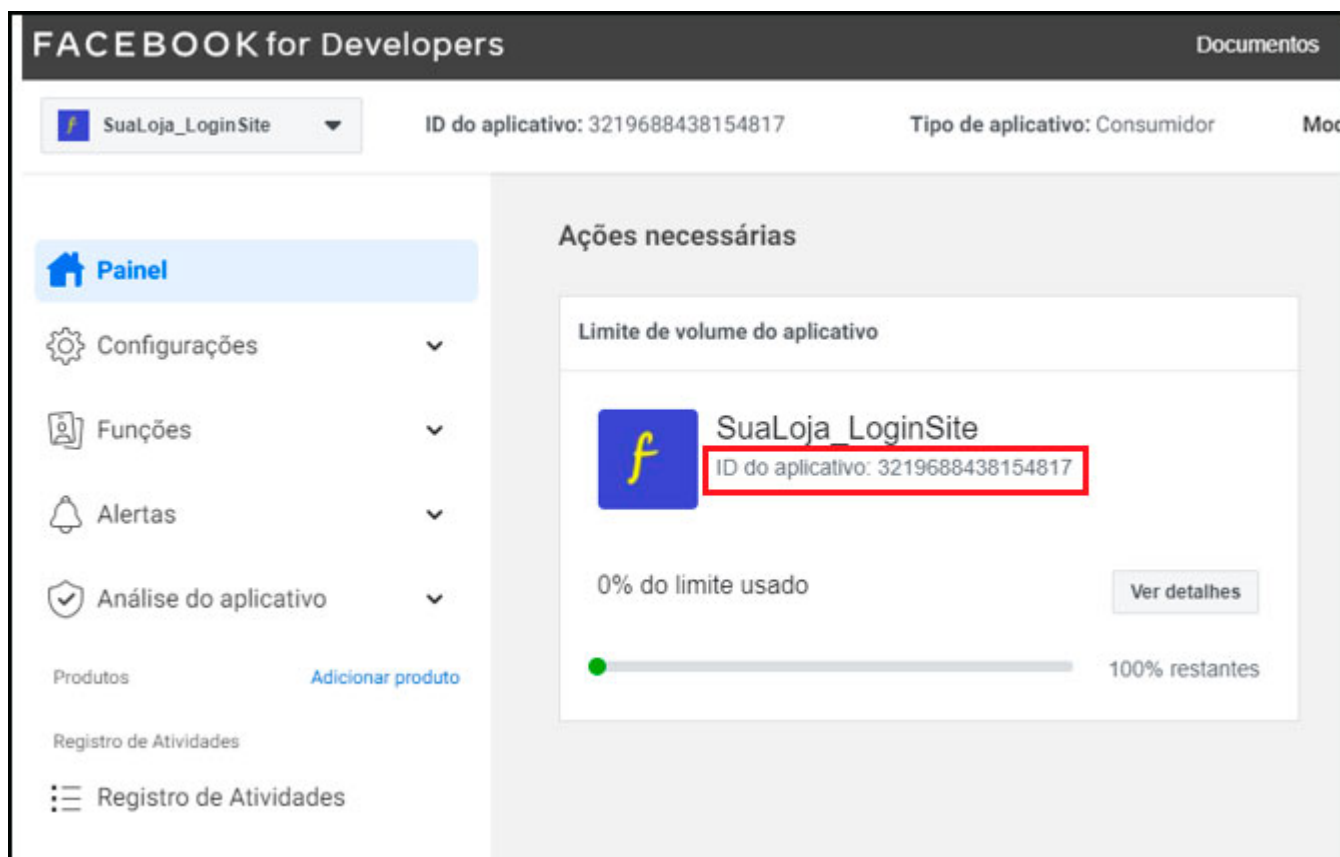 FACEBOOK for Developers Documentos
SuaLoja_LoginSite ID do aplicativo: 3219688438154817 Tipo de aplicativo: Consumidor
Painel
Configurações
Funções
Alertas
Análise do aplicativo
Produtos Adicionar produto
Registro de Atividades
Registro de Atividades
Ações necessárias
Limite de volume do aplicativo
SuaLoja_LoginSite
ID do aplicativo: 3219688438154817
0% do limite usado
Ver detalhes
100% restantes